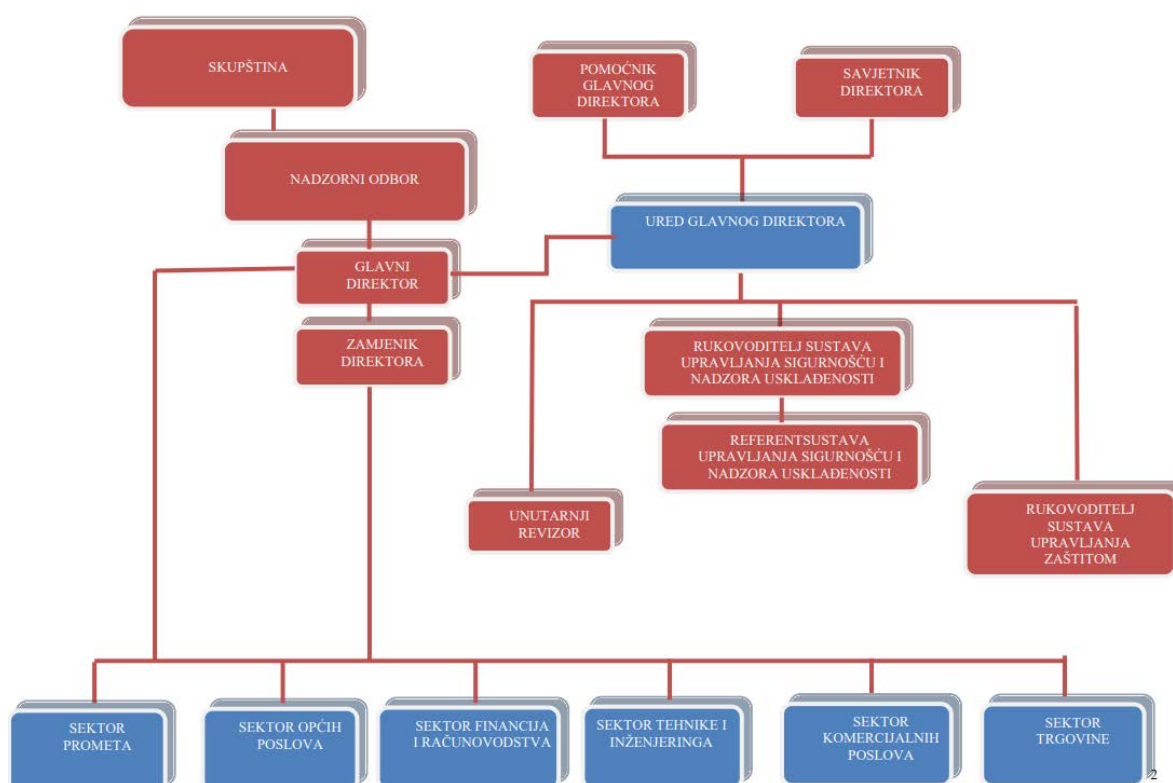 SKUPŠTINA
POMOĆNIK
GLAVNOG
DIREKTORA
SAVJETNIK
DIREKTORA
NADZORNI ODBOR
URED GLAVNOG DIREKTORA
GLAVNI
DIREKTOR
ZAMJENIK
DIREKTORA
RUKOVODITELJ SUSTAVA
UPRAVLJANJA SIGURNOŠĆU I
NADZORA USKLAĐENOSTI
REFERENTSUSTAVA
UPRAVLJANJA SIGURNOŠĆU I
NADZORA USKLAĐENOSTI
UNUTARNJI
REVIZOR
RUKOVODITELJ
SUSTAVA
UPRAVLJANJA
ZAŠTITOM
SEKTOR
PROMETA
SEKTOR OPĆIH
POSLOVA
SEKTOR FINANCIJA
I RAČUNOVODSTVA
SEKTOR TEHNIKE I
INŽENJERINGA
SEKTOR
KOMERCIJALNIH
POSLOVA
SEKTOR
TRGOVINE
2